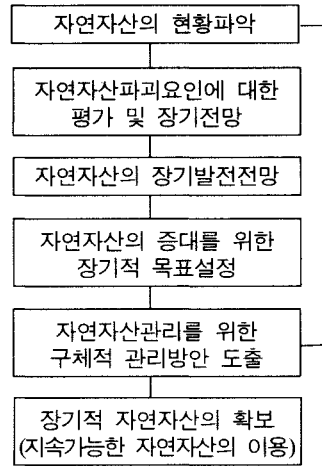 자연자산의 현황파악
자연자산파괴요인에 대한
평가 및 장기전망
자연자산의 장기발전전망
자연자산의 증대를 위한
장기적 목표설정
자연자산관리를 위한
구체적 관리방안 도출
장기적 자연자산의 확보
(지속가능한 자연자산의 이용)